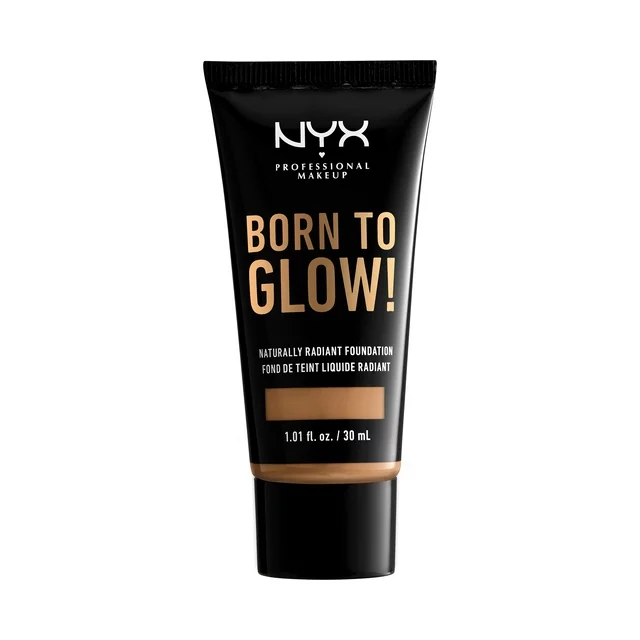 NYX
PROFESSIONAL
MAKEUP
BORN TO
GLOW!
NATURALLY RADIANT FOUNDATION
FOND DE TEINT LIQUIDE RADIANT
1.01 fl. oz. / 30 mL